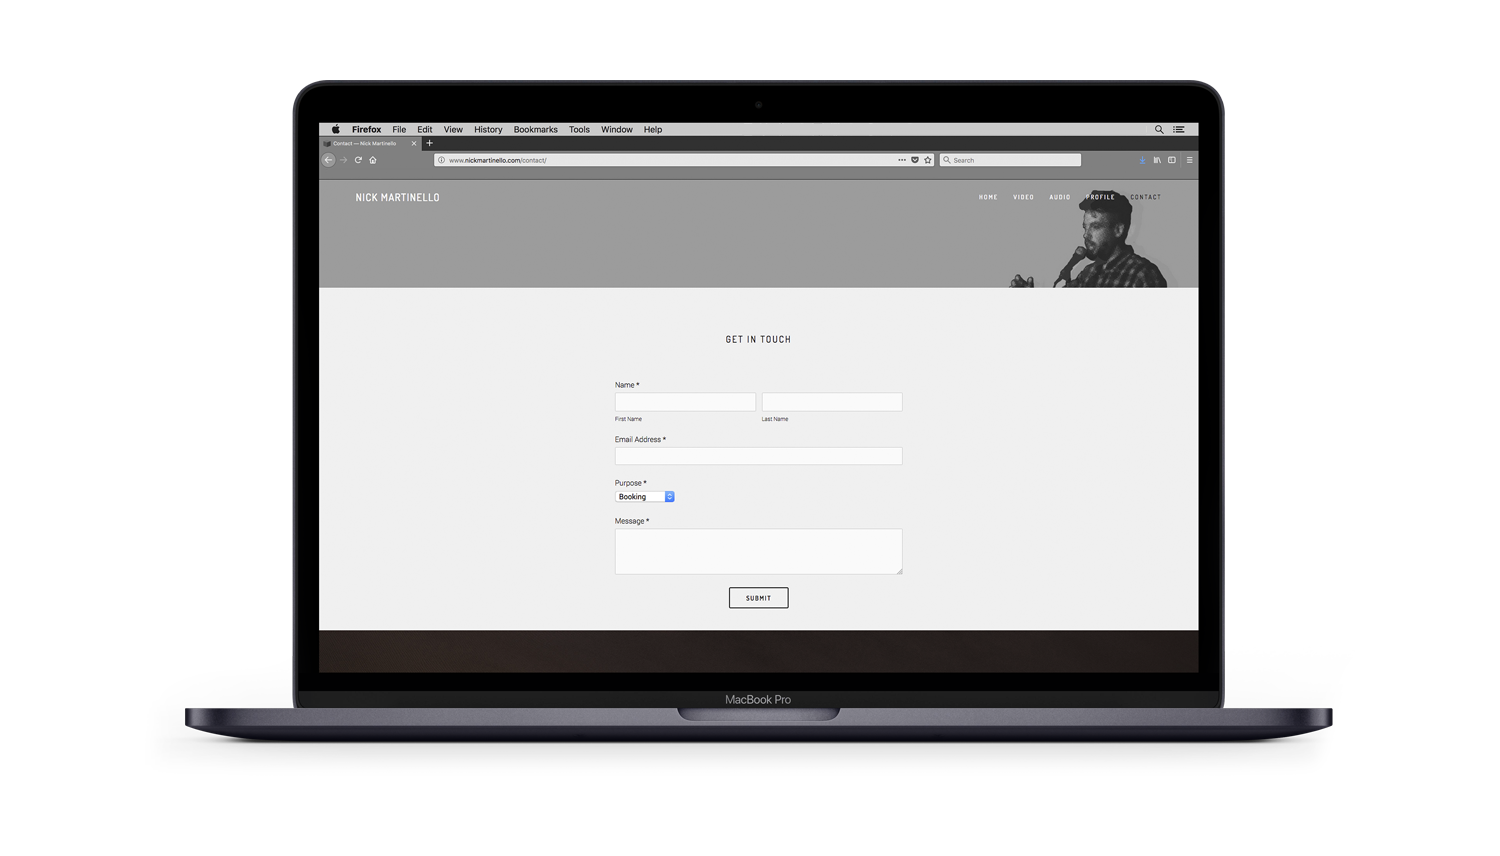 Firefox File Edit View History Bookmarks Tools Window Help
Contact — Nick Martinello
www.nickmartinello.com/contact/
Search
NICK MARTINELLO
HOME VIDEO AUDIO PROFILE CONTACT
GET IN TOUCH
Name *
First Name Last Name
Email Address *
Purpose *
Booking
Message *
SUBMIT
MacBook Pro